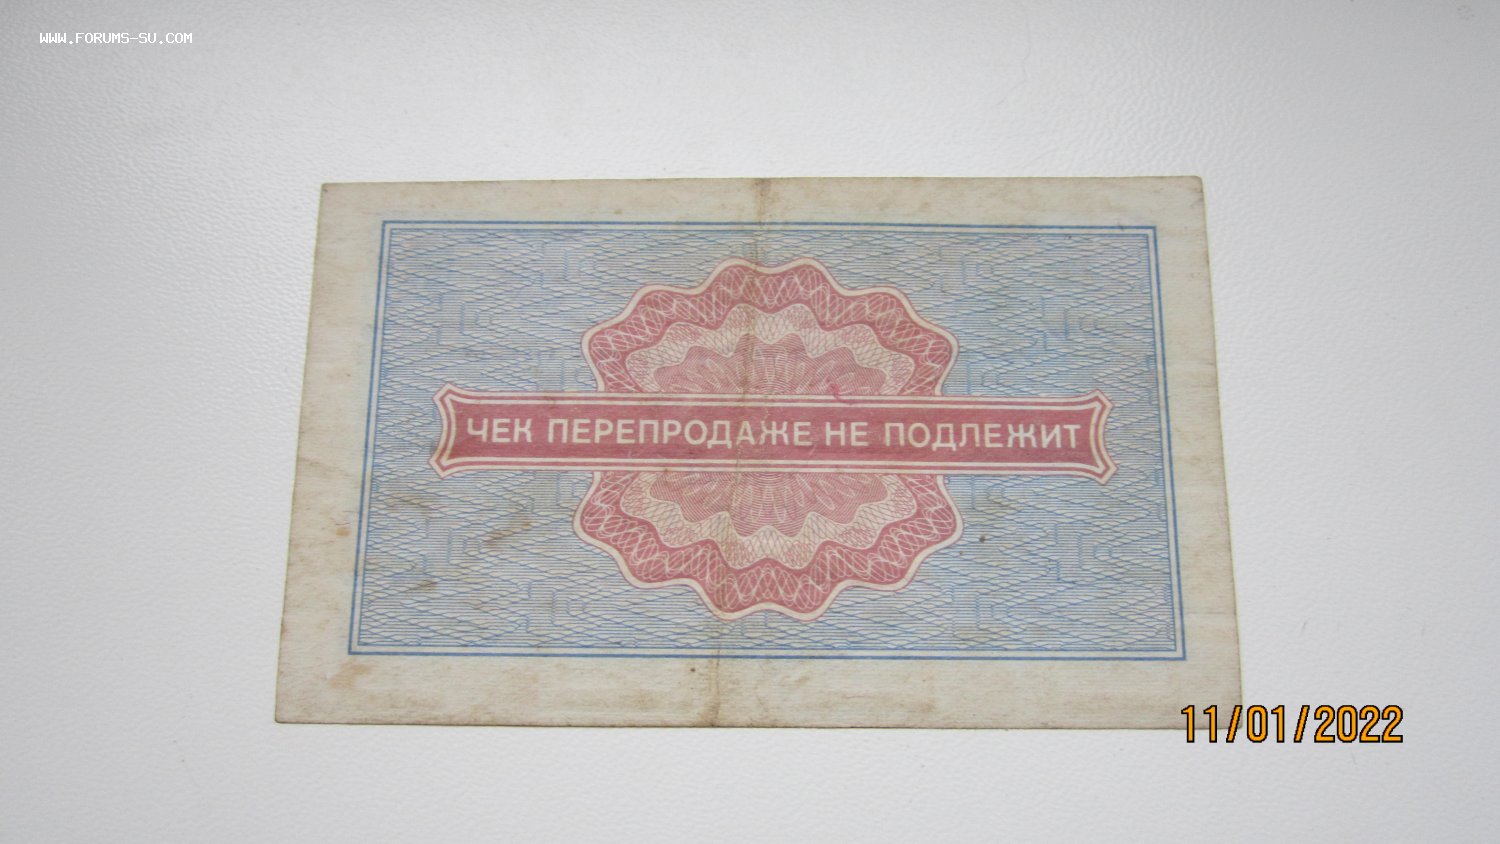 WWW.FORUMS-SU.COM
ЧЕК ПЕРЕПРОДАЖЕ НЕ ПОДЛЕЖИТ
11/01/2022